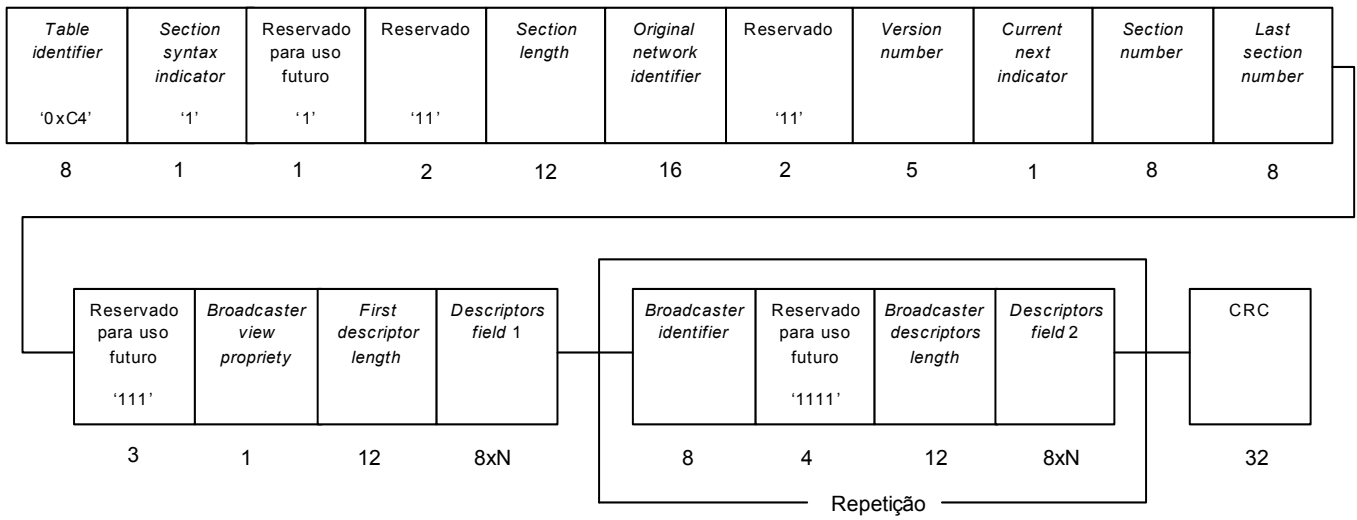 Table
identifier
'0xC4'
Section
syntax
indicator
'1'
Reservado
para uso
futuro
'1'
Reservado
'11'
Section
length
Original
network
identifier
Reservado
'11'
Version
number
Current
next
indicator
Section
number
Last
section
number
8
1
1
2
12
16
2
5
1
8
8
Reservado
para uso
futuro
'111'
Broadcaster
view
propriety
First
descriptor
length
Descriptors
field 1
Broadcaster
identifier
Reservado
para uso
futuro
'1111'
Broadcaster
descriptors
length
Descriptors
field 2
CRC
3
1
12
8xN
8
4
12
8xN
32
Repetição